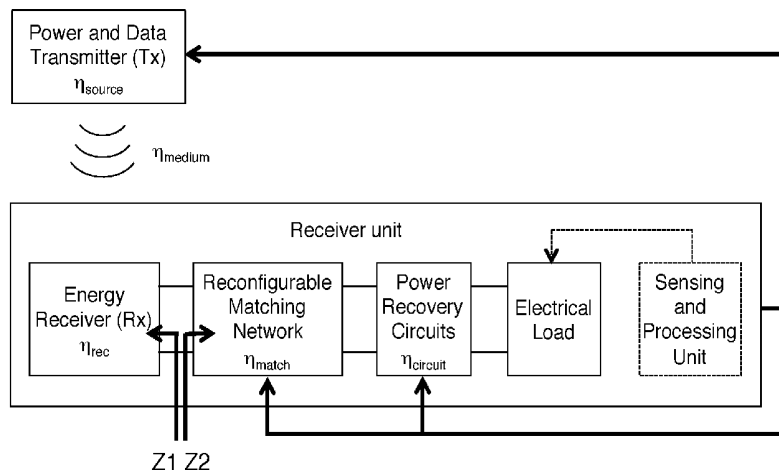 Power and Data
Transmitter (Tx)
ηsource
ηmedium
Receiver unit
Energy
Receiver (Rx)
ηrec
Reconfigurable
Matching
Network
ηmatch
Power
Recovery
Circuits
ηcircuit
Electrical
Load
Sensing
and
Processing
Unit
Z1 Z2